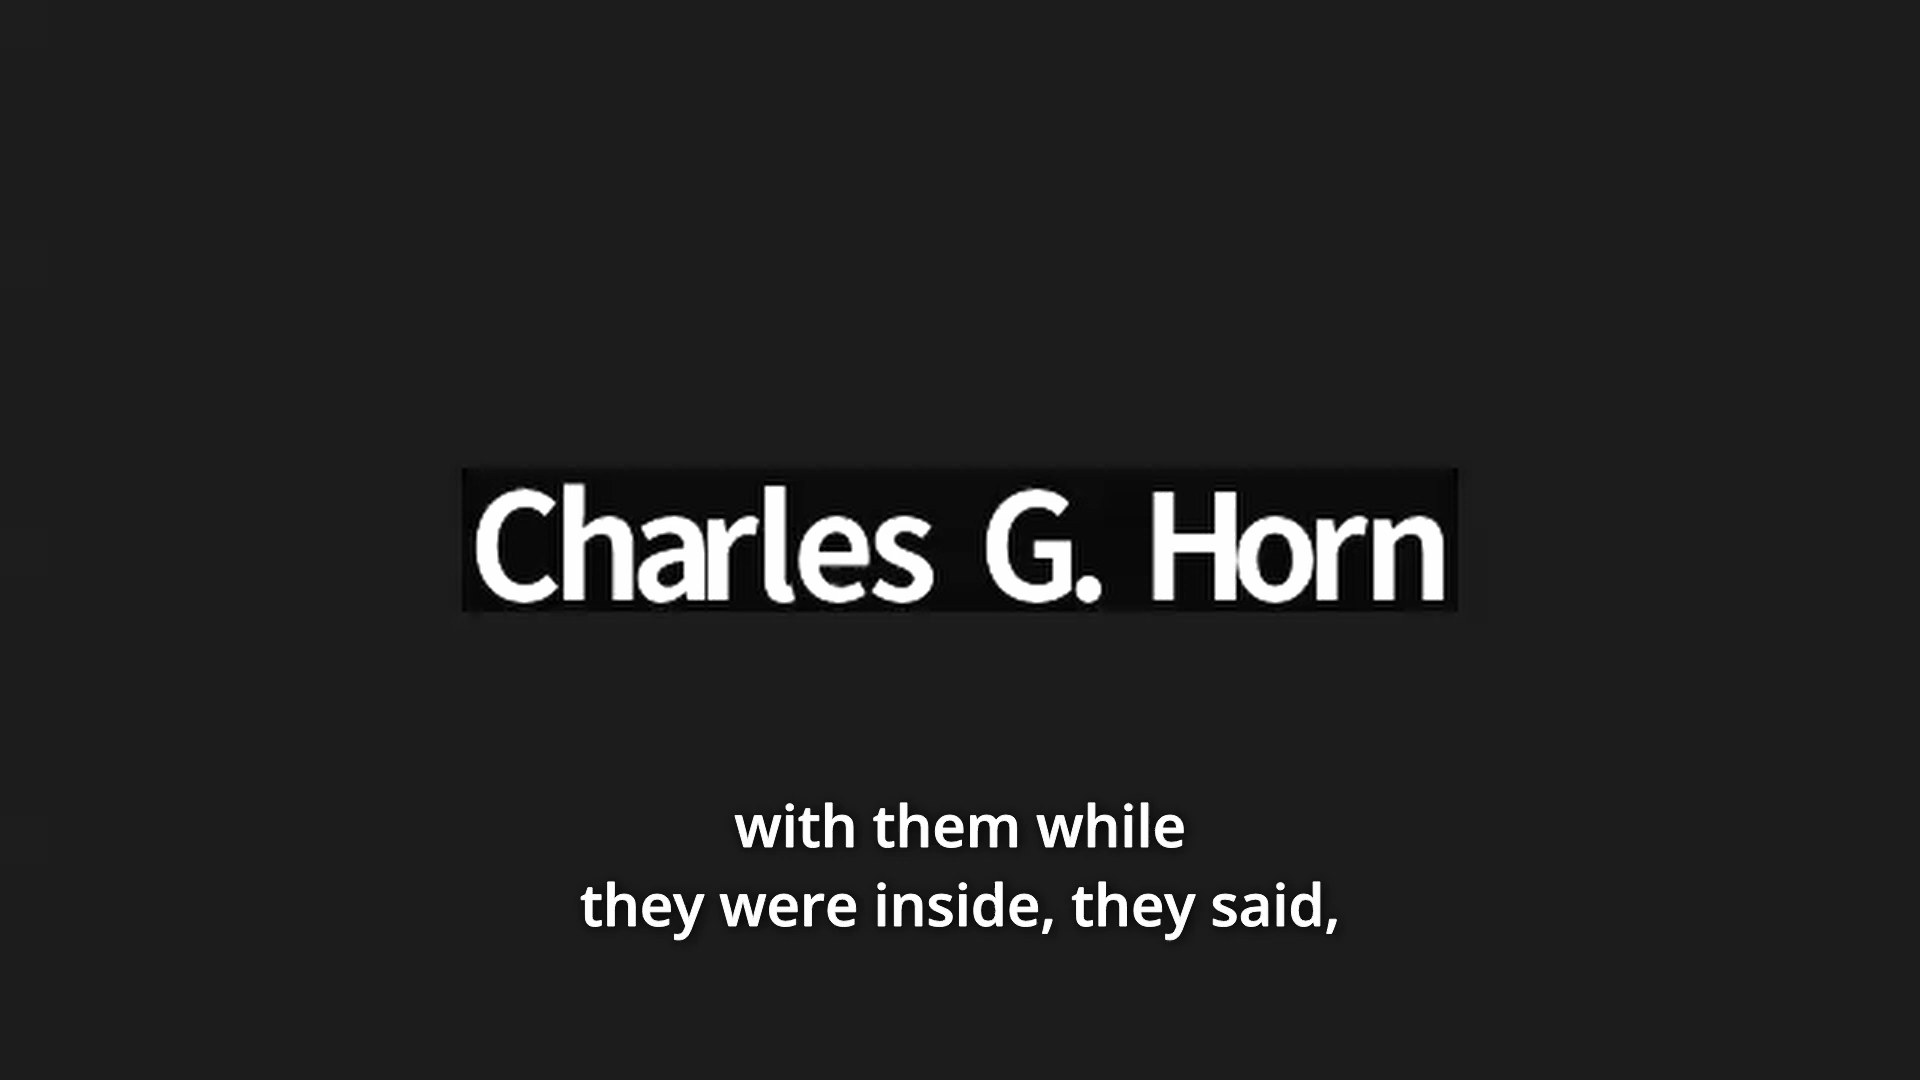 Charles G. Horn
with them while
they were inside, they said,